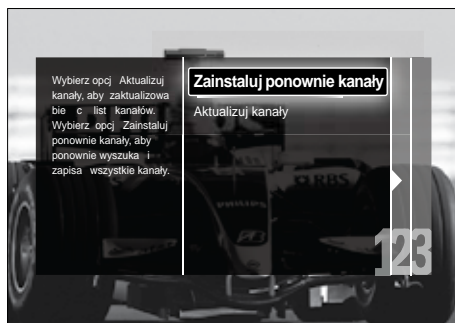 Wybierz opcj Aktualizuj
kanały, aby zaktualizowa
bie c list kanałów.
Wybierz opcj Zainstaluj
ponownie kanały, aby
ponownie wyszuka i
zapisa wszystkie kanały.
Zainstaluj ponownie kanały
Aktualizuj kanały
RBS
PHILIPS
123